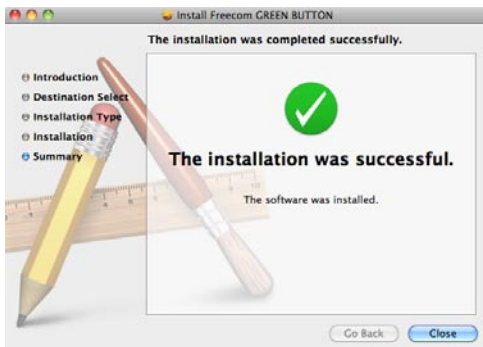 Install Freecom GREEN BUTTON
The installation was completed successfully.
Introduction
Destination Select
Installation Type
Installation
Summary
The installation was successful.
The software was installed.
Go Back
Close